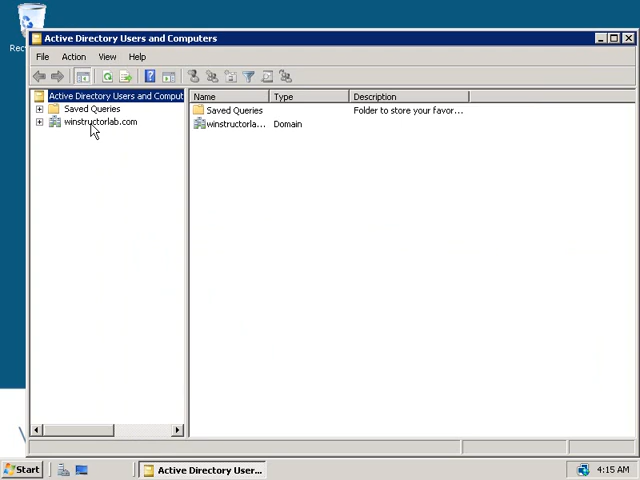 Recyc
Active Directory Users and Computers
File Action View Help
Active Directory Users and Comput
Saved Queries
winstructorlab.com
Name Type Description
Saved Queries Folder to store your favor...
winstructorla... Domain
Start
Active Directory User...
4:15 AM